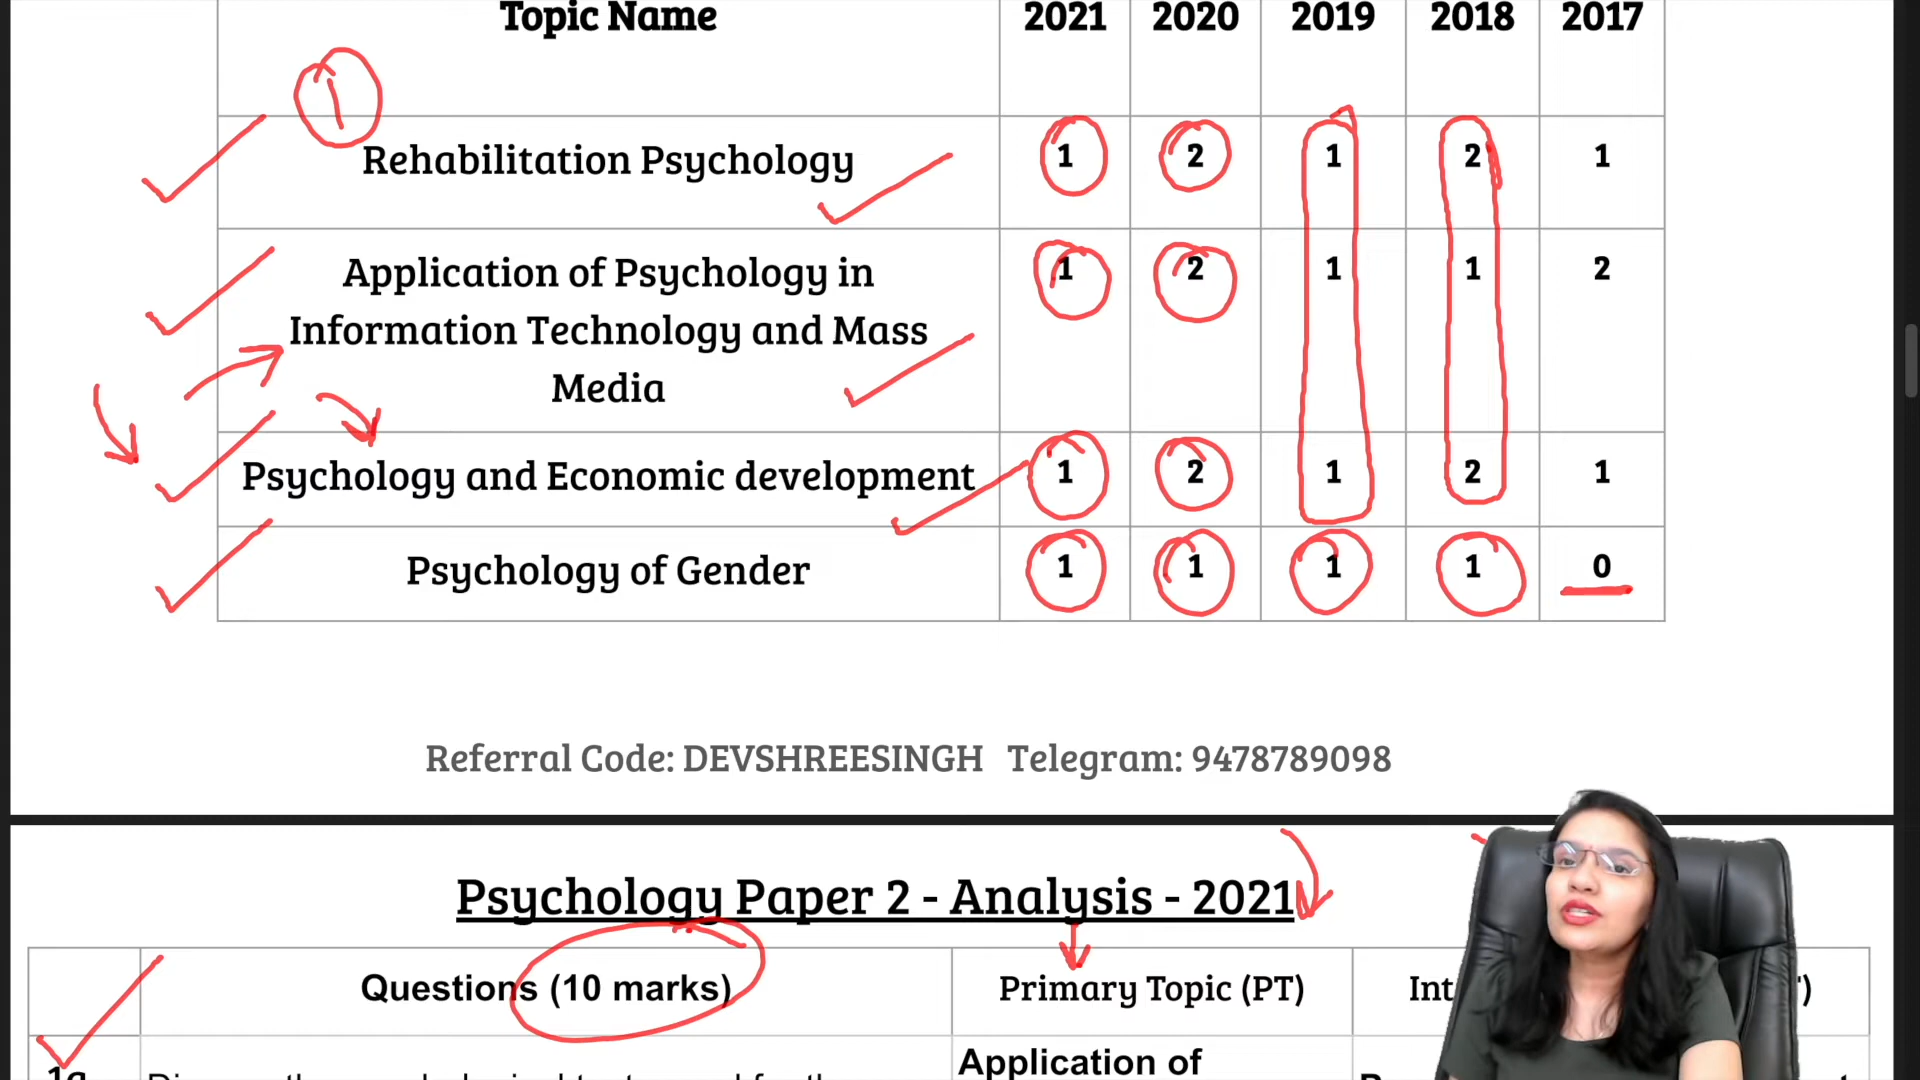 Topic Name 2021 2020 2019 2018 2017
1
Rehabilitation Psychology 1 2 1 2 1
Application of Psychology in 1 2 1 1 2
Information Technology and Mass
Media
Psychology and Economic development 1 2 1 2 1
Psychology of Gender 1 1 1 1 0
Referral Code: DEVSHREESINGH Telegram: 9478789098
Psychology Paper 2 - Analysis - 2021
Questions (10 marks) Primary Topic (PT)
Application of